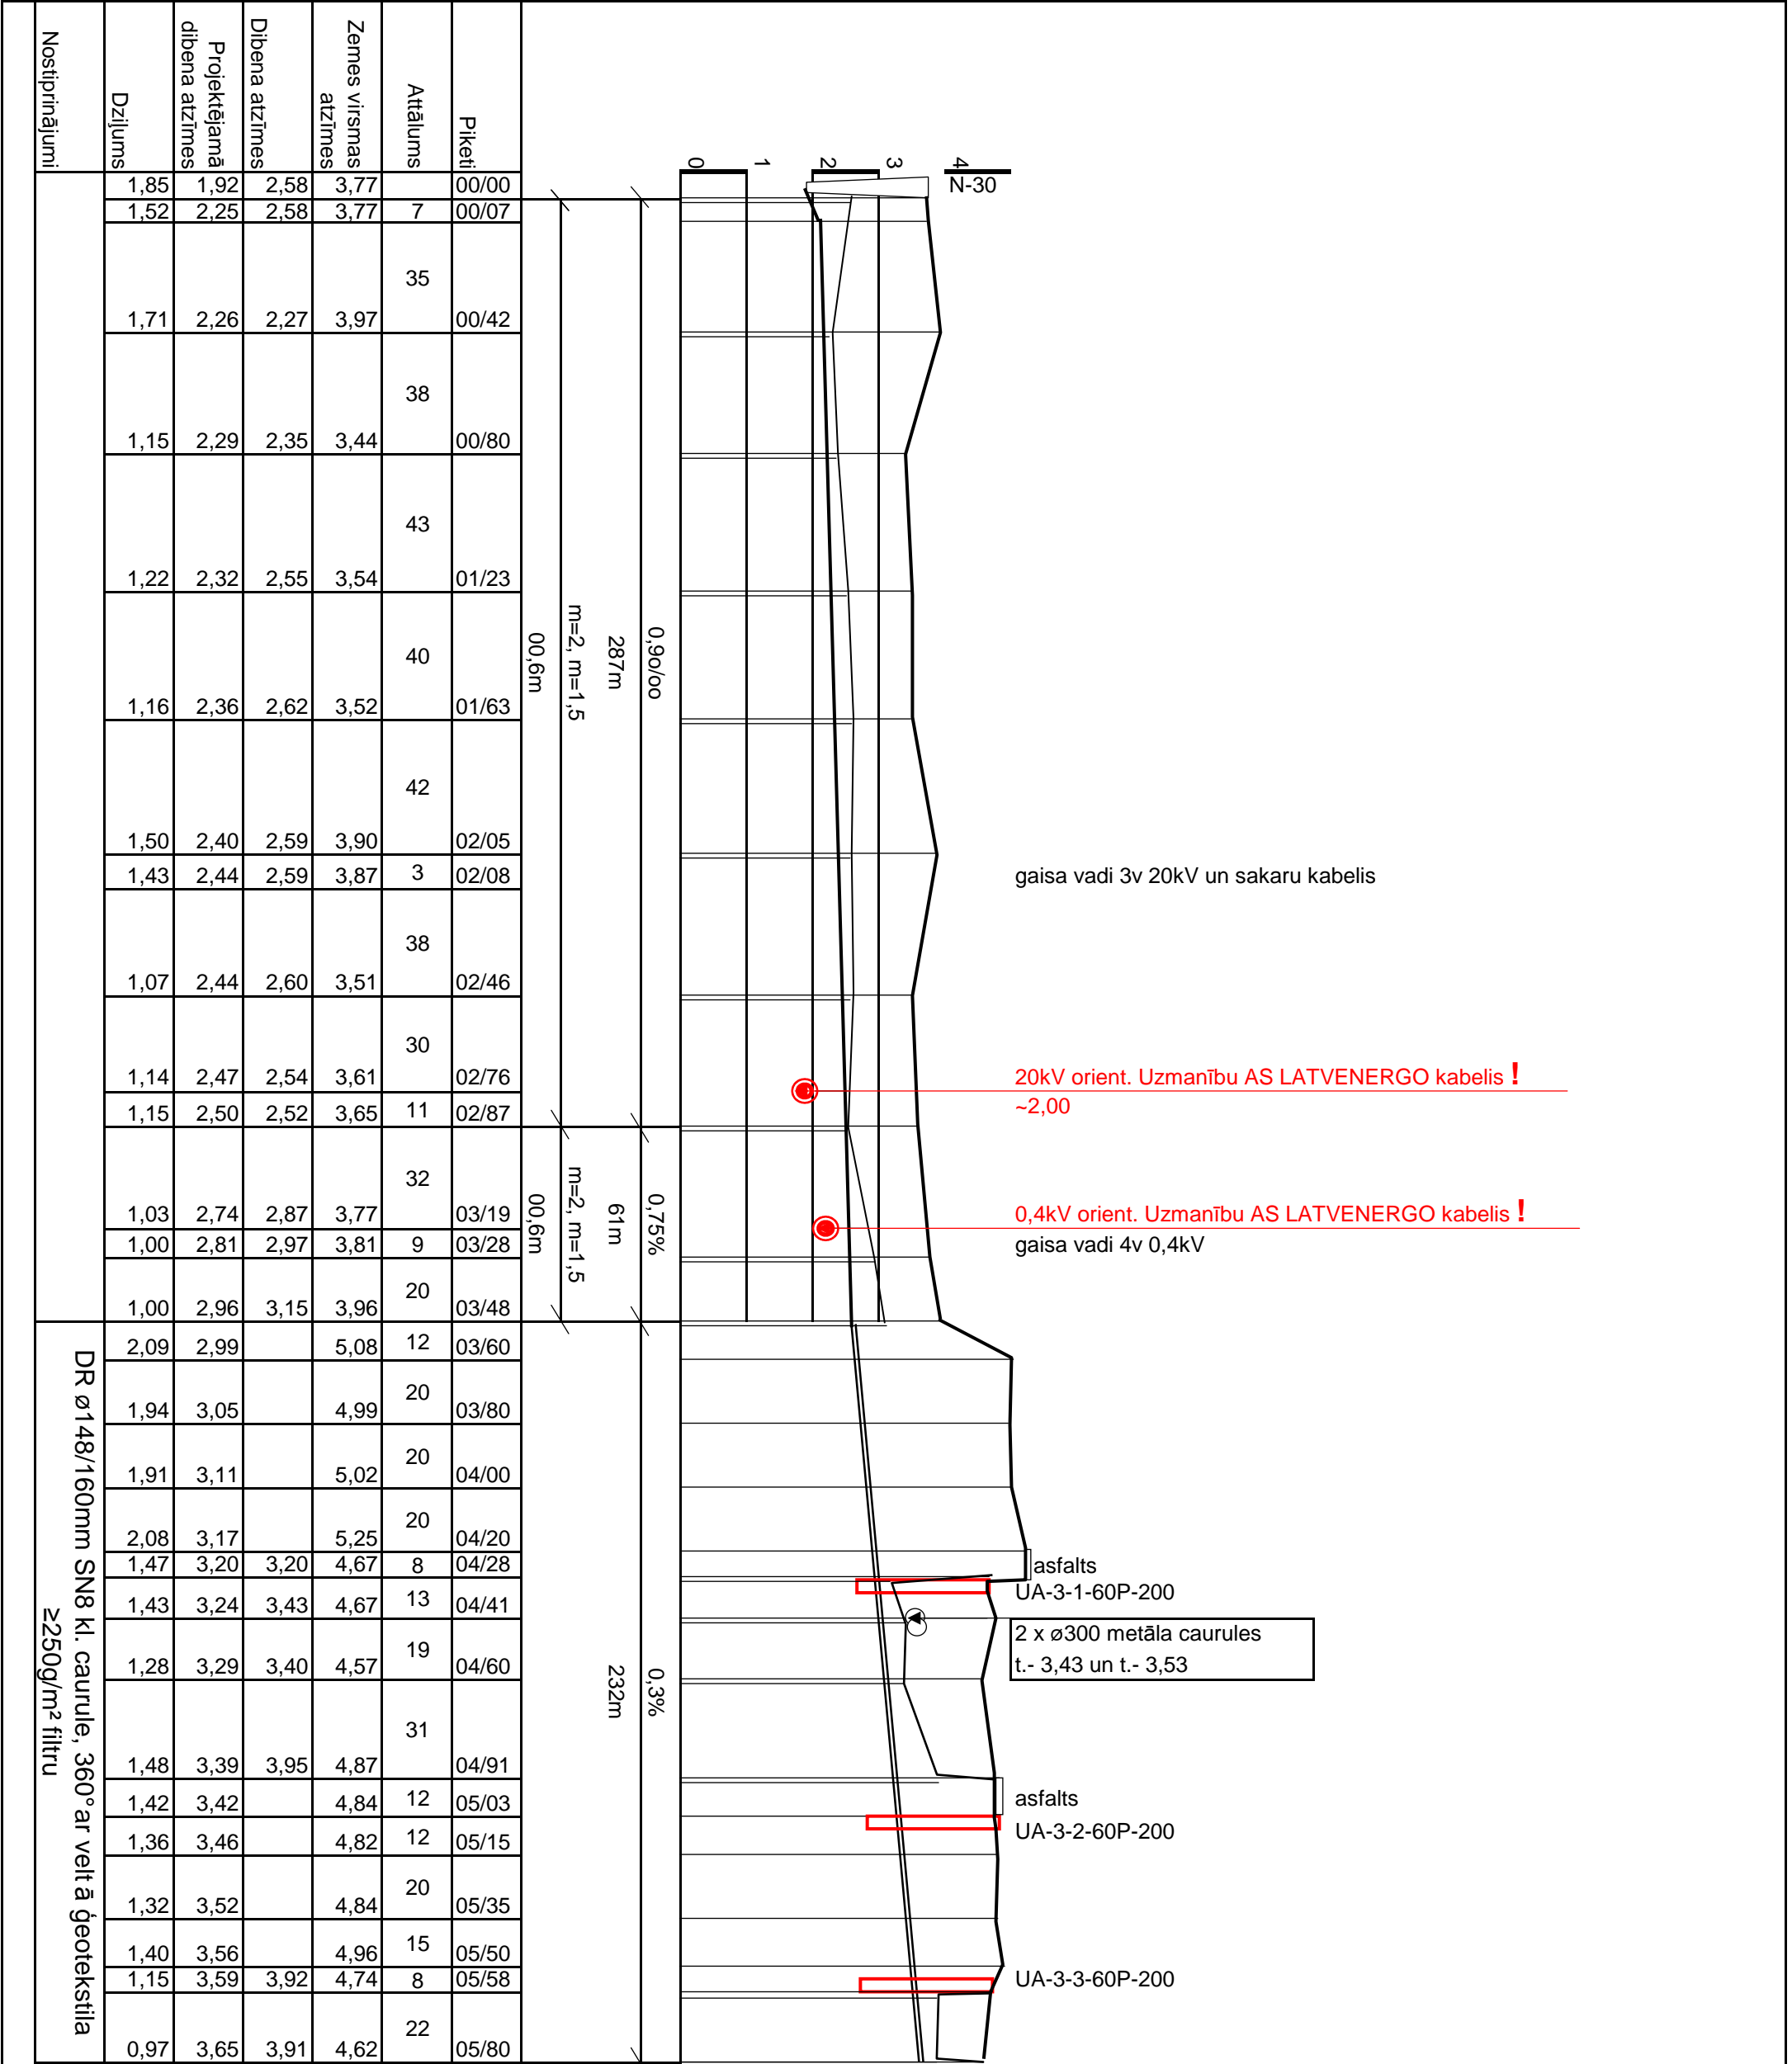 Nostiprinājumi
Dziļums
Projektējamā
dibena atzīmes
Dibena atzīmes
Zemes virsmas
atzīmes
Attālums
Piketi
0
1
2
3
4
N-30
1,85 1,92 2,58 3,77 00/00
1,52 2,25 2,58 3,77 7 00/07
35
1,71 2,26 2,27 3,97 00/42
38
1,15 2,29 2,35 3,44 00/80
43
1,22 2,32 2,55 3,54 01/23
40
1,16 2,36 2,62 3,52 01/63
42
1,50 2,40 2,59 3,90 02/05
1,43 2,44 2,59 3,87 3 02/08
38
1,07 2,44 2,60 3,51 02/46
30
1,14 2,47 2,54 3,61 02/76
1,15 2,50 2,52 3,65 11 02/87
32
1,03 2,74 2,87 3,77 03/19
1,00 2,81 2,97 3,81 9 03/28
20
1,00 2,96 3,15 3,96 03/48
2,09 2,99 5,08 12 03/60
20
1,94 3,05 4,99 03/80
20
1,91 3,11 5,02 04/00
20
2,08 3,17 5,25 04/20
1,47 3,20 3,20 4,67 8 04/28
1,43 3,24 3,43 4,67 13 04/41
19
1,28 3,29 3,40 4,57 04/60
31
1,48 3,39 3,95 4,87 04/91
1,42 3,42 4,84 12 05/03
1,36 3,46 4,82 12 05/15
20
1,32 3,52 4,84 05/35
15
1,40 3,56 4,96 05/50
1,15 3,59 3,92 4,74 8 05/58
22
0,97 3,65 3,91 4,62 05/80
DR ø148/160mm SN8 kl. caurule, 360°ar veltā ģeotekstila
≥250g/m² filtru
0,9o/oo
287m
m=2, m=1,5
00,6m
0,75%
61m
m=2, m=1,5
00,6m
0,3%
232m
gaisa vadi 3v 20kV un sakaru kabelis
20kV orient. Uzmanību AS LATVENERGO kabelis !
~2,00
0,4kV orient. Uzmanību AS LATVENERGO kabelis !
gaisa vadi 4v 0,4kV
asfalts
UA-3-1-60P-200
2 x ø300 metāla caurules
t.- 3,43 un t.- 3,53
asfalts
UA-3-2-60P-200
UA-3-3-60P-200